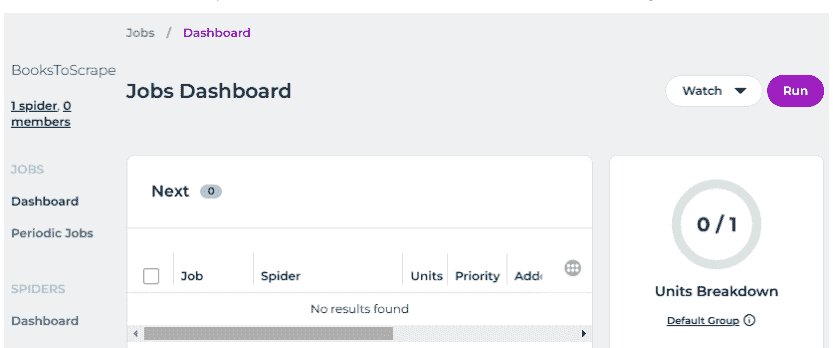 Jobs / Dashboard
BooksToScrape
1 spider, 0
members
Jobs Dashboard
Watch
Run
JOBS
Dashboard
Periodic Jobs
SPIDERS
Dashboard
Next 0
Job Spider Units Priority
No results found
0 / 1
Units Breakdown
Default Group